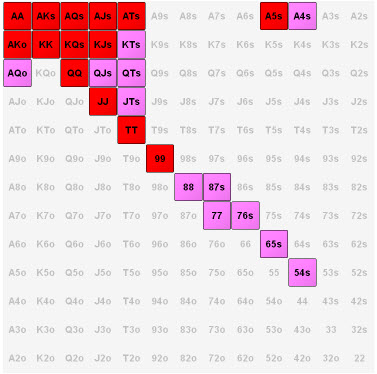 AA AKs AQs AJs ATs A9s A8s A7s A6s A5s A4s A3s A2s
AKo KK KQs KJs KTs K9s K8s K7s K6s K5s K4s K3s K2s
AQo KQo QQ QJs QTs Q9s Q8s Q7s Q6s Q5s Q4s Q3s Q2s
AJo KJo QJo JJ JTs J9s J8s J7s J6s J5s J4s J3s J2s
ATo KTo QTo JTo TT T9s T8s T7s T6s T5s T4s T3s T2s
A9o K9o Q9o J9o T9o 99 98s 97s 96s 95s 94s 93s 92s
A8o K8o Q8o J8o T8o 98o 88 87s 86s 85s 84s 83s 82s
A7o K7o Q7o J7o T7o 97o 87o 77 76s 75s 74s 73s 72s
A6o K6o Q6o J6o T6o 96o 86o 76o 66 65s 64s 63s 62s
A5o K5o Q5o J5o T5o 95o 85o 75o 65o 55 54s 53s 52s
A4o K4o Q4o J4o T4o 94o 84o 74o 64o 54o 44 43s 42s
A3o K3o Q3o J3o T3o 93o 83o 73o 63o 53o 43o 33 32s
A2o K2o Q2o J2o T2o 92o 82o 72o 62o 52o 42o 32o 22